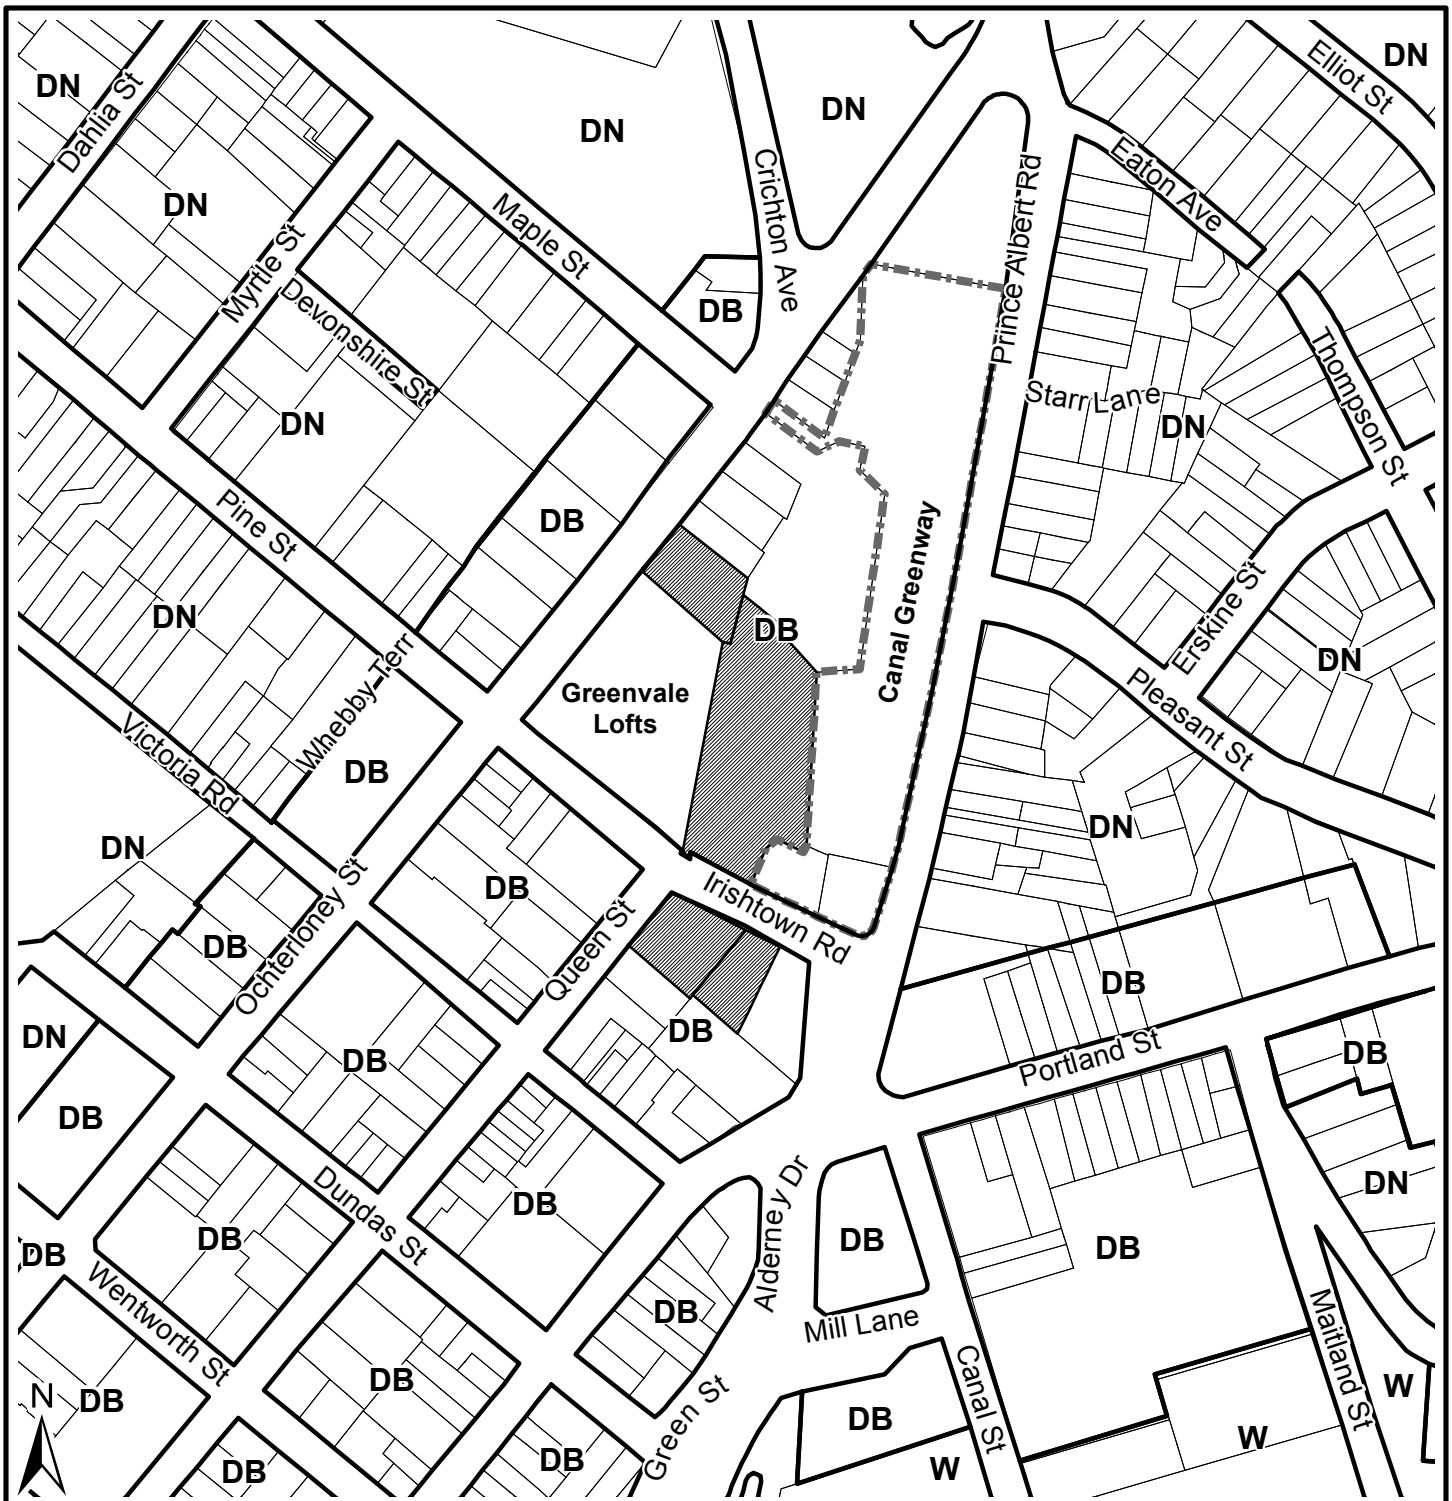 DN
Elliot St
DN
Dahlia St
DN
DN
Eaton Ave
Crichton Ave
Prince Albert Rd
DN
Maple St
Myrtle St
Devonshire St
DB
Thompson St
Starr Lane
DN
DN
Pine St
DB
Canal Greenway
Erskine St
DN
DB
DN
Greenvale
Lofts
Whebby Terr
Pleasant St
Victoria Rd
DB
DN
DN
DB
Irishtown Rd
Ochterloney St
DB
Queen St
DB
DN
DB
Portland St
DB
DB
DB
DB
DN
Dundas St
DB
Alderney Dr
DB
DB
DB
DB
Wentworth St
DB
Mill Lane
Maitland St
N
DB
DB
Canal St
W
Green St
DB
W
DB
DB
W